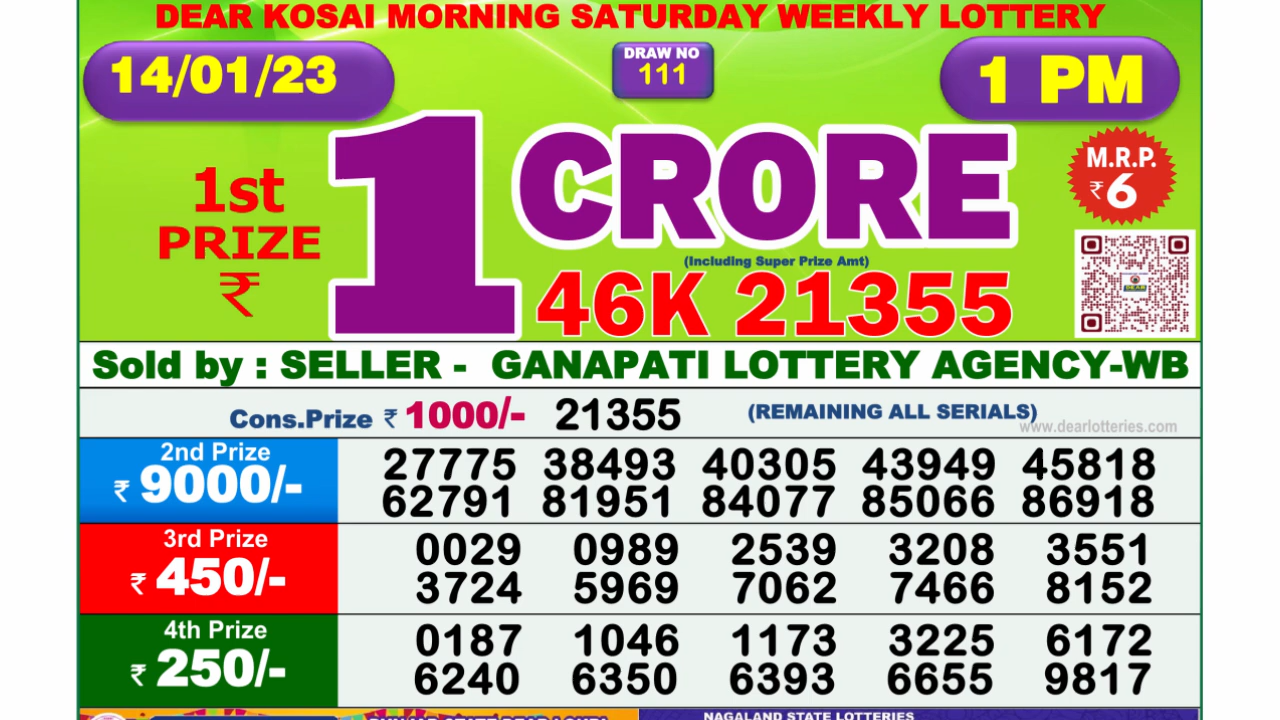 DEAR KOSAI MORNING SATURDAY WEEKLY LOTTERY
14/01/23
DRAW NO
111
1 PM
1st
PRIZE
₹
1 CRORE
(Including Super Prize Amt)
46K 21355
M.R.P.
₹6
Sold by : SELLER - GANAPATI LOTTERY AGENCY-WB
Cons.Prize ₹ 1000/- 21355 (REMAINING ALL SERIALS)
www.dearlotteries.com
2nd Prize
₹ 9000/-
27775 38493 40305 43949 45818
62791 81951 84077 85066 86918
3rd Prize
₹ 450/-
0029 0989 2539 3208 3551
3724 5969 7062 7466 8152
4th Prize
₹ 250/-
0187 1046 1173 3225 6172
6240 6350 6393 6655 9817
NAGALAND STATE LOTTERIES